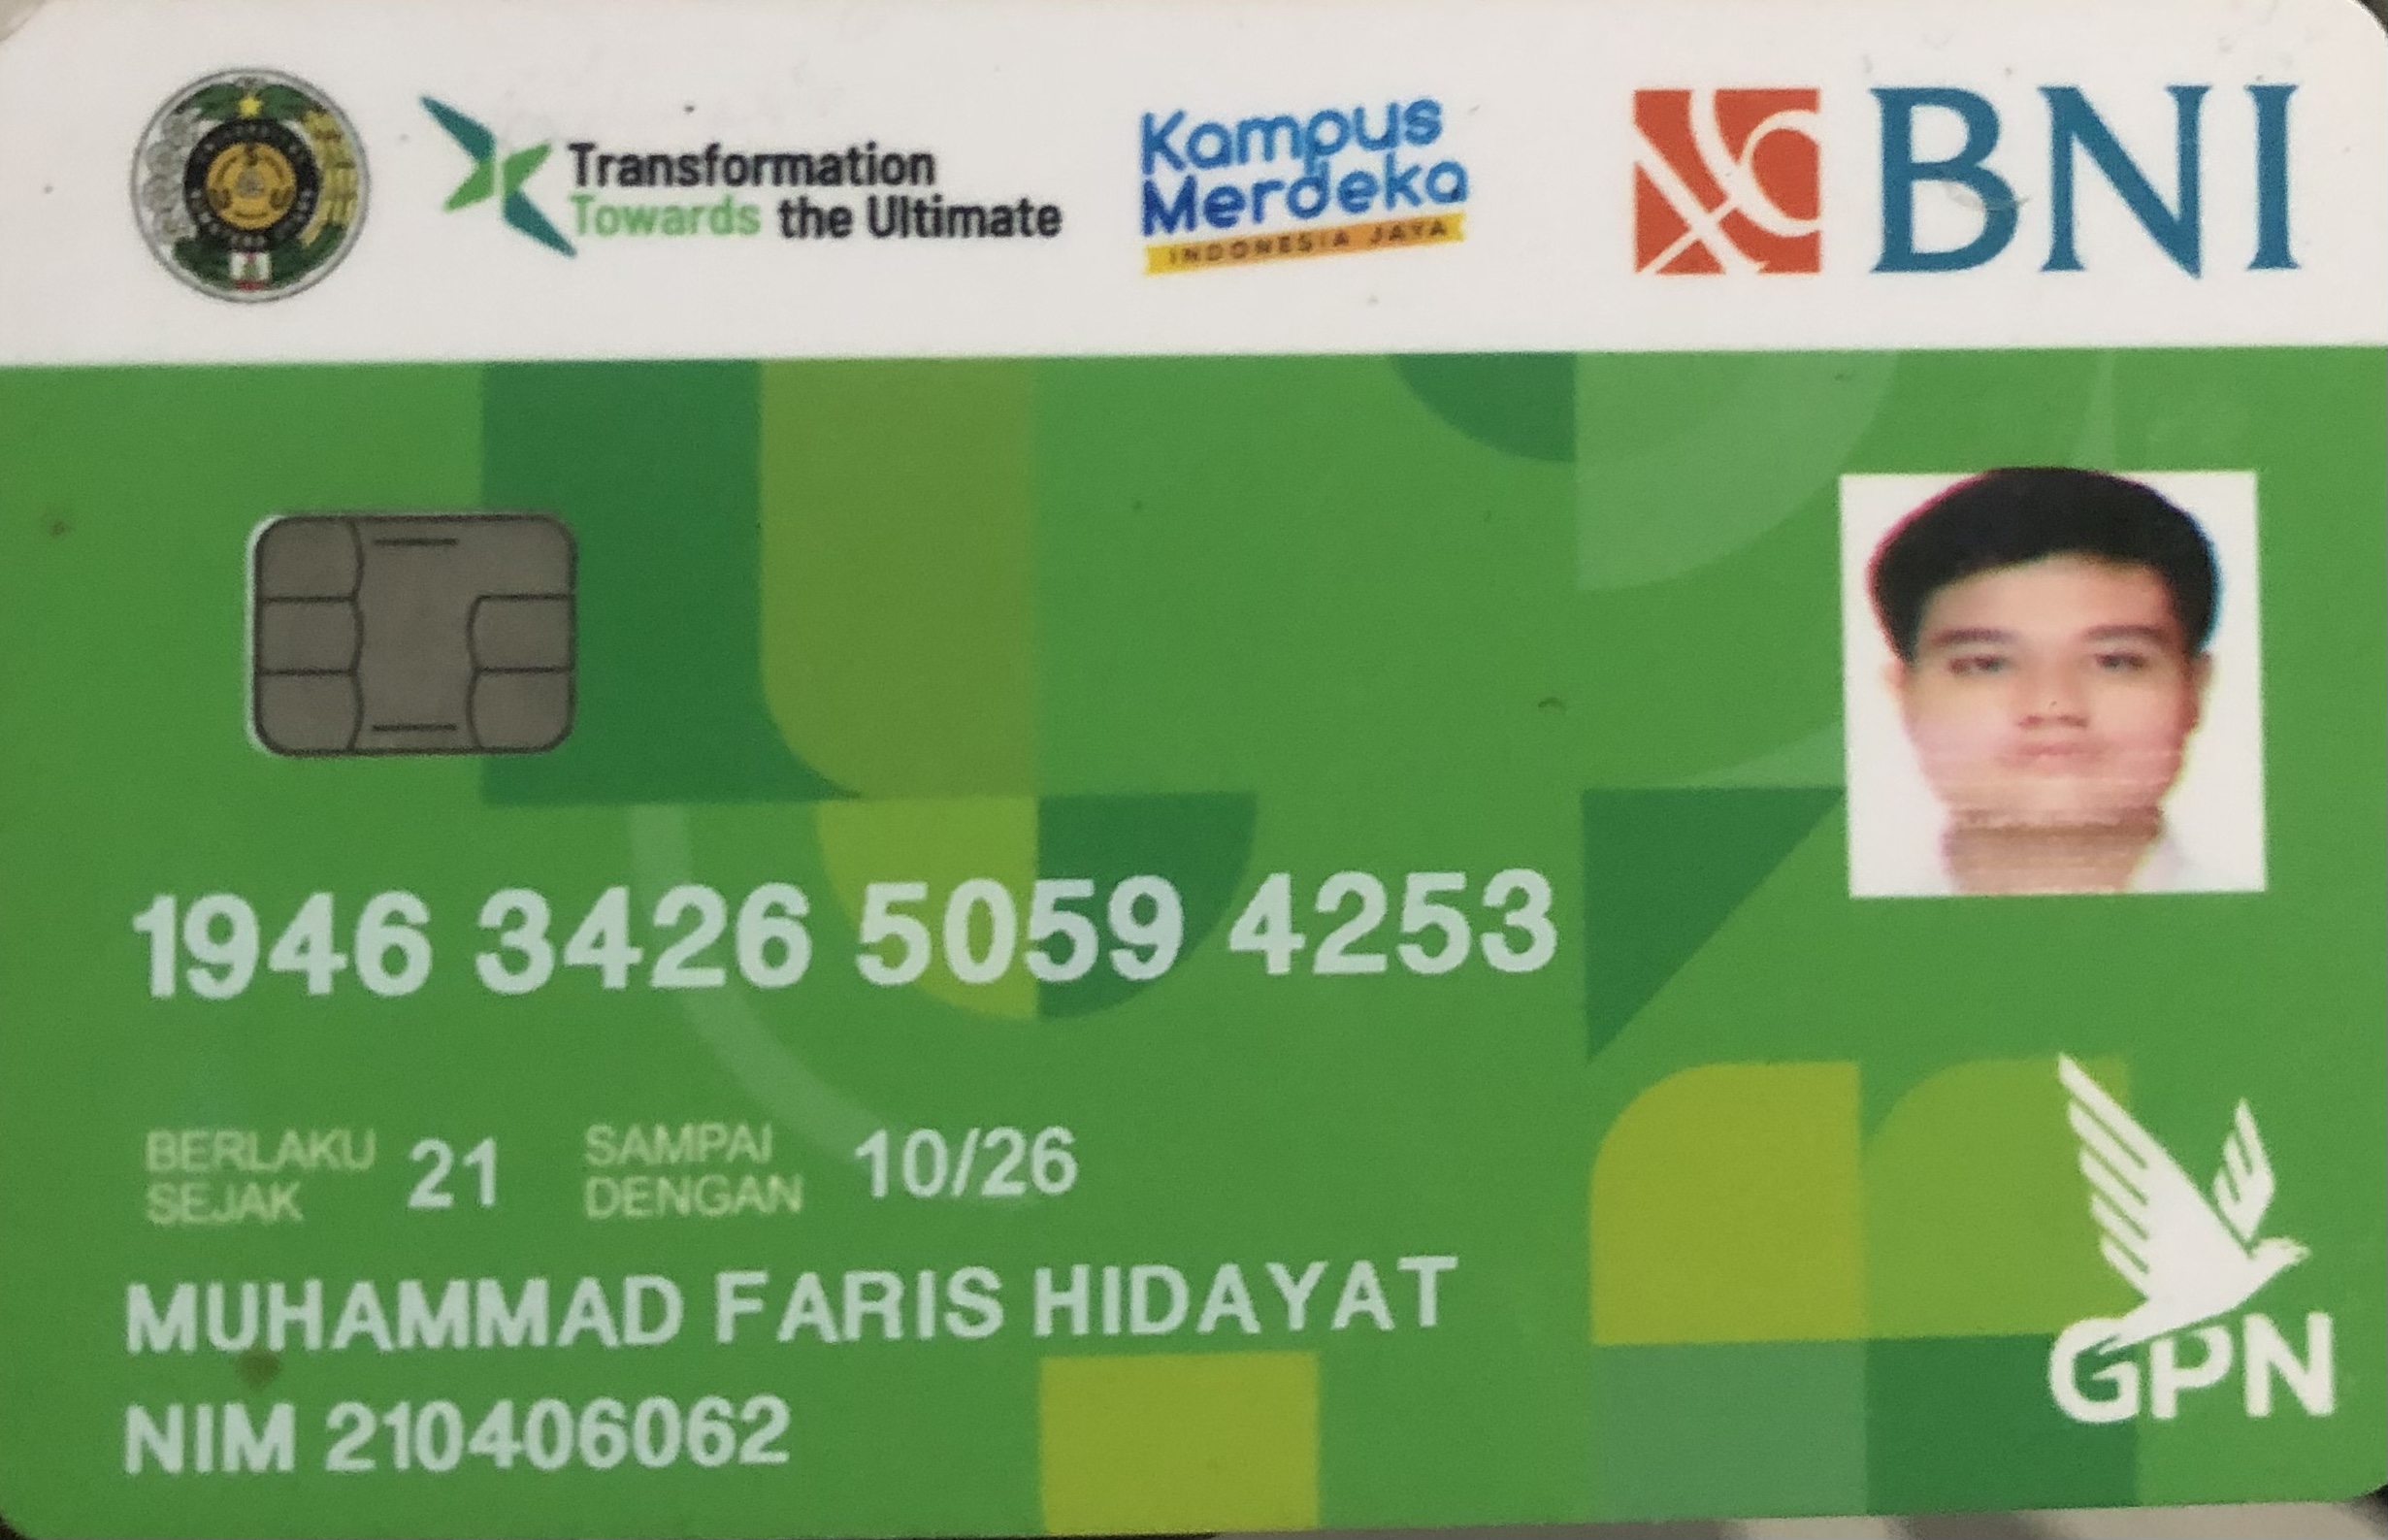 Transformation
Towards the Ultimate
Kampus
Merdeka
INDONESIA JAYA
BNI
1946 3426 5059 4253
BERLAKU SEJAK 21 SAMPAI DENGAN 10/26
MUHAMMAD FARIS HIDAYAT
NIM 210406062
GPN